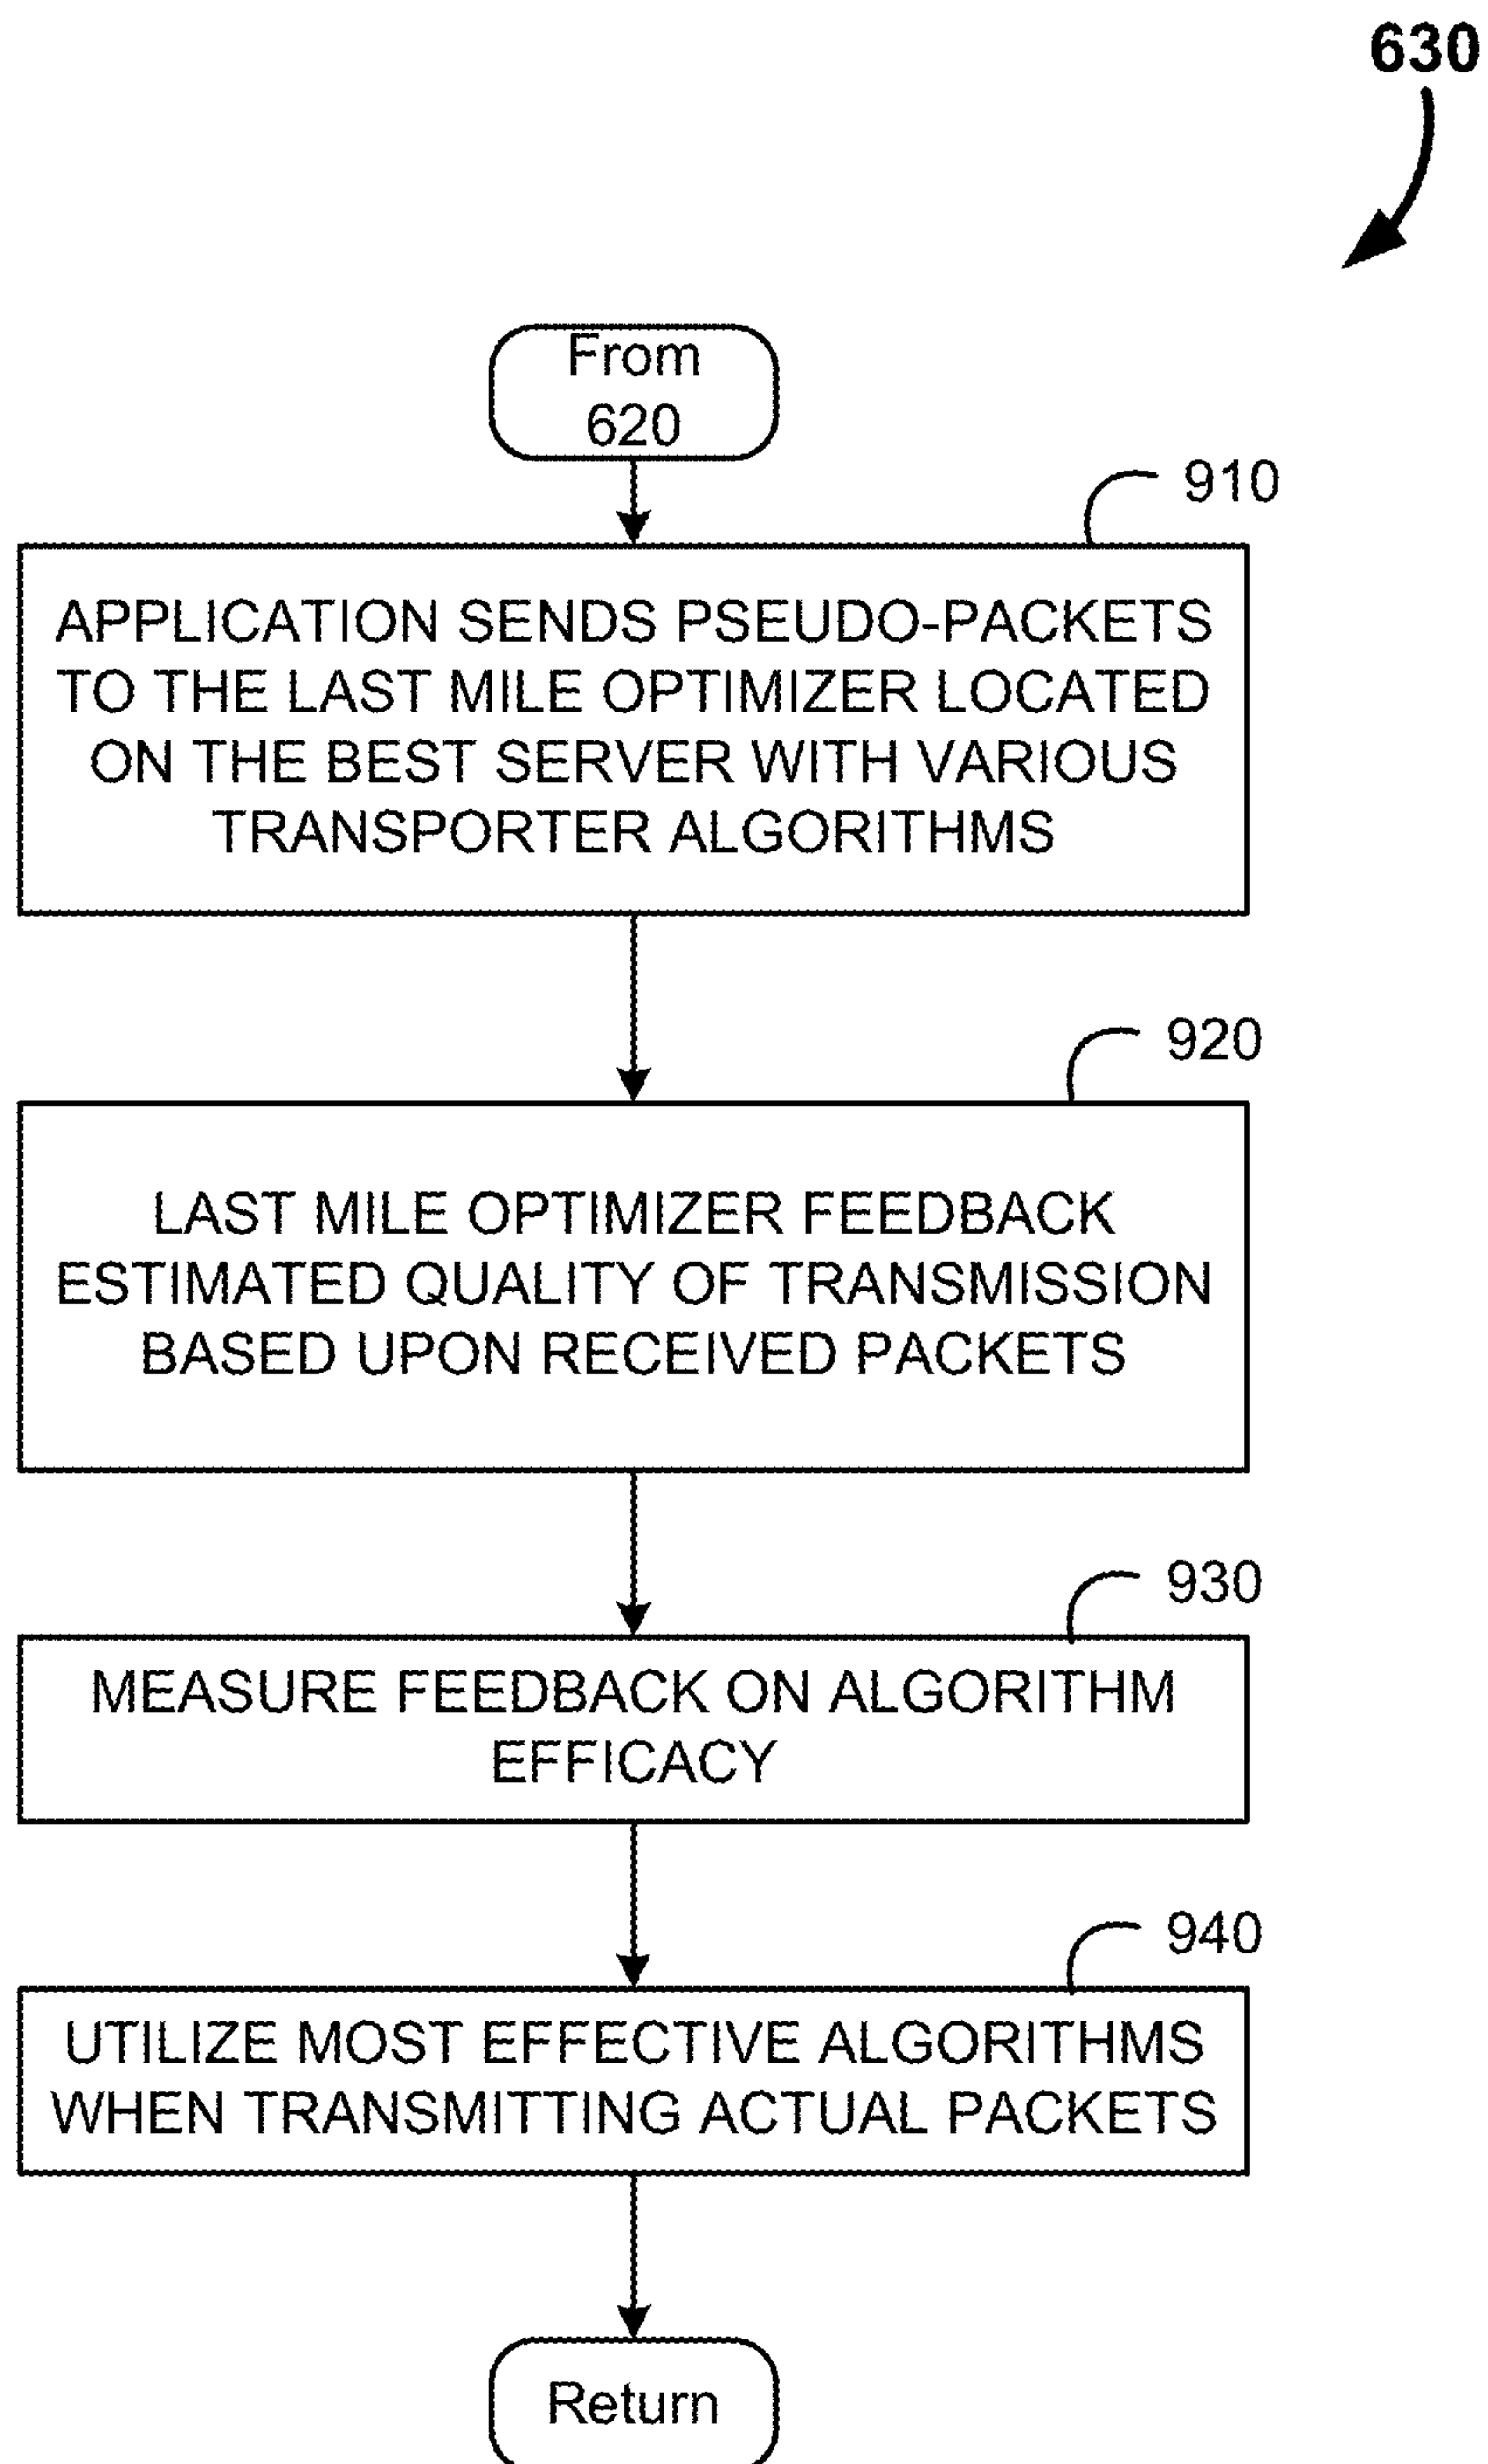 630
From
620
910
APPLICATION SENDS PSEUDO-PACKETS
TO THE LAST MILE OPTIMIZER LOCATED
ON THE BEST SERVER WITH VARIOUS
TRANSPORTER ALGORITHMS
920
LAST MILE OPTIMIZER FEEDBACK
ESTIMATED QUALITY OF TRANSMISSION
BASED UPON RECEIVED PACKETS
930
MEASURE FEEDBACK ON ALGORITHM
EFFICACY
940
UTILIZE MOST EFFECTIVE ALGORITHMS
WHEN TRANSMITTING ACTUAL PACKETS
Return